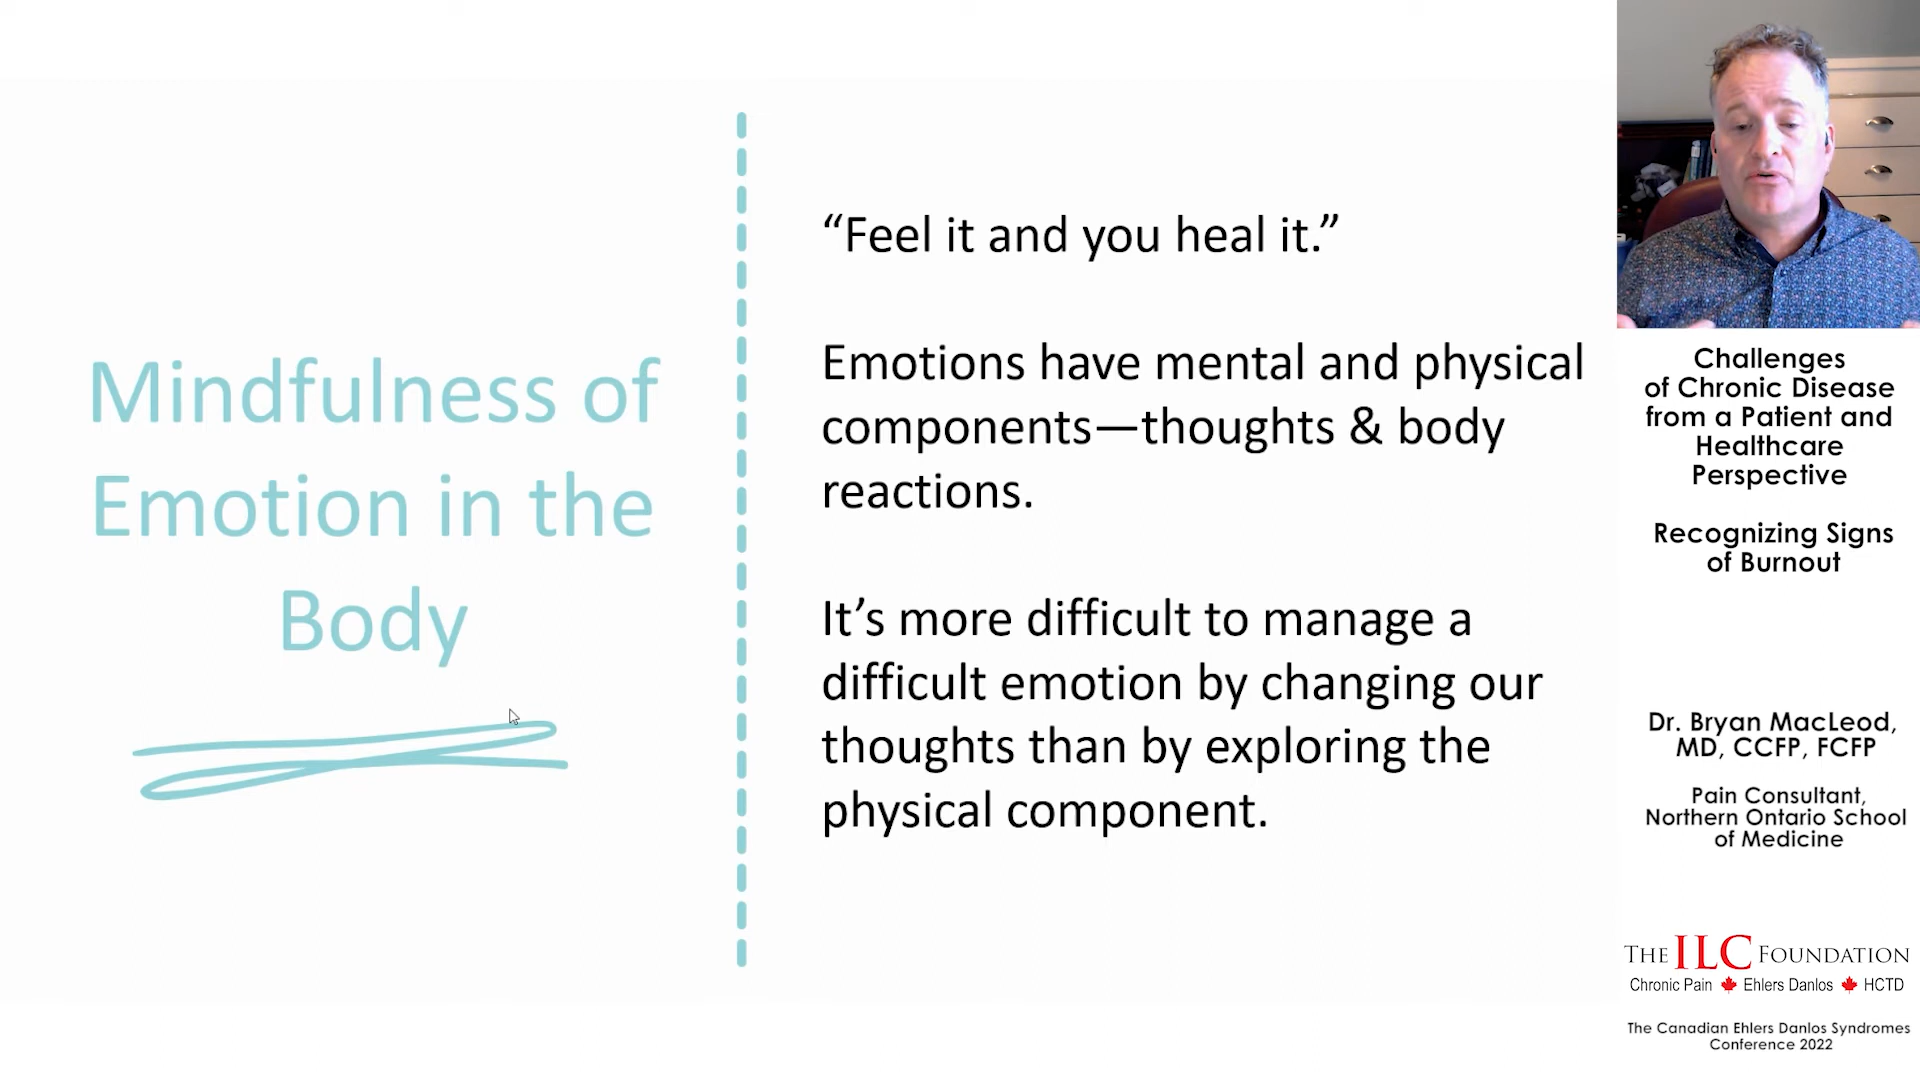 Mindfulness of
Emotion in the
Body
“Feel it and you heal it.”
Emotions have mental and physical
components—thoughts & body
reactions.
It’s more difficult to manage a
difficult emotion by changing our
thoughts than by exploring the
physical component.
Challenges
of Chronic Disease
from a Patient and
Healthcare
Perspective
Recognizing Signs
of Burnout
Dr. Bryan MacLeod,
MD, CCFP, FCFP
Pain Consultant,
Northern Ontario School
of Medicine
THE ILC FOUNDATION
Chronic Pain Ehlers Danlos HCTD
The Canadian Ehlers Danlos Syndromes
Conference 2022